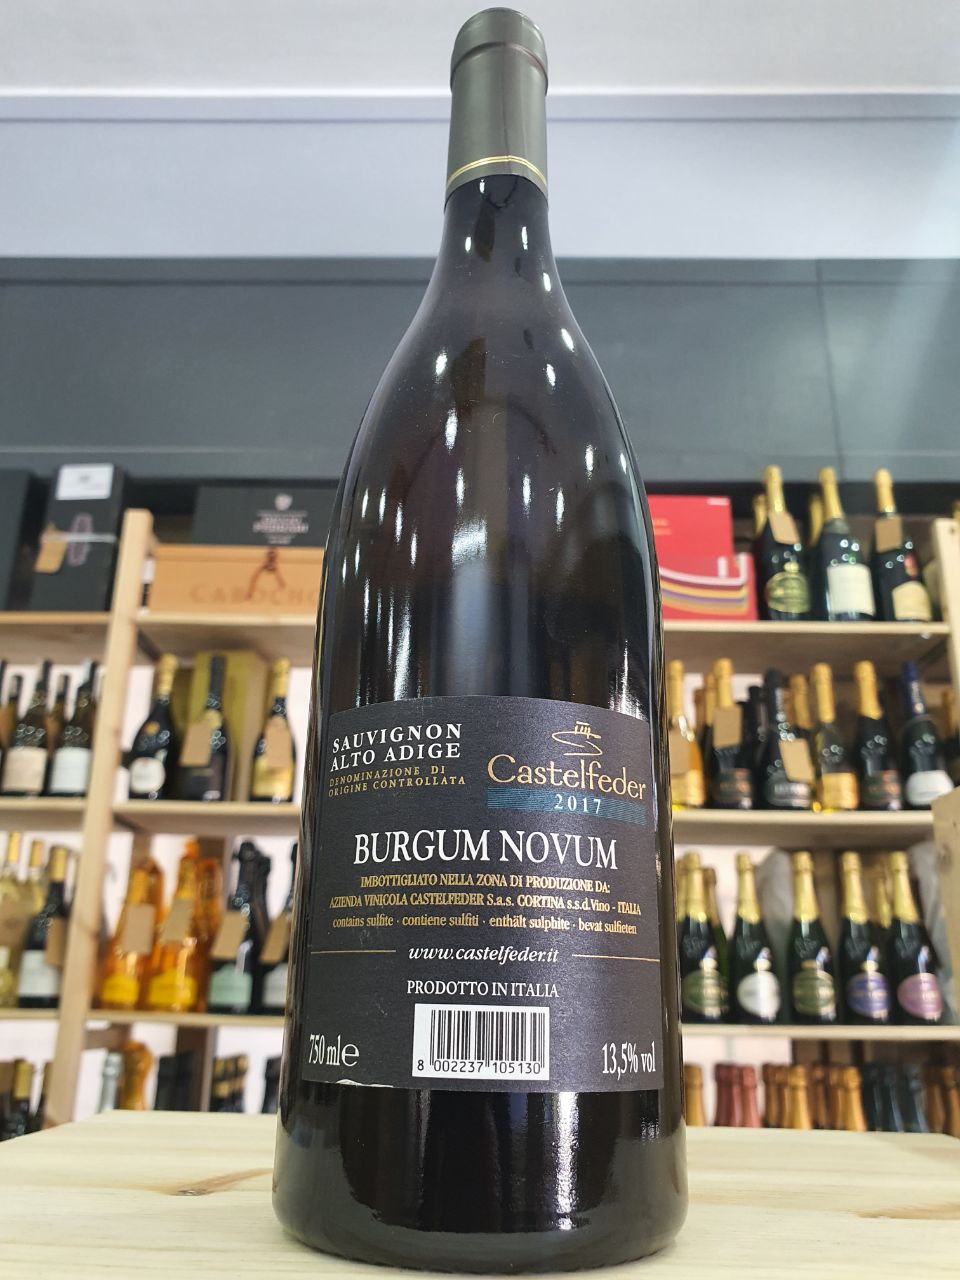 SAUVIGNON
ALTO ADIGE
DENOMINAZIONE DI
ORIGINE CONTROLLATA
Castelfeder
2017
BURGUM NOVUM
IMBOTTIGLIATO NELLA ZONA DI PRODUZIONE DA:
AZIENDA VINICOLA CASTELFEDER S.a.s. CORTINA s.s.d.Vino - ITALIA
contains sulfite · contiene sulfiti · enthält sulphite · bevat sulfieten
www.castelfeder.it
PRODOTTO IN ITALIA
750 ml e
8 002237 105130
13,5% vol